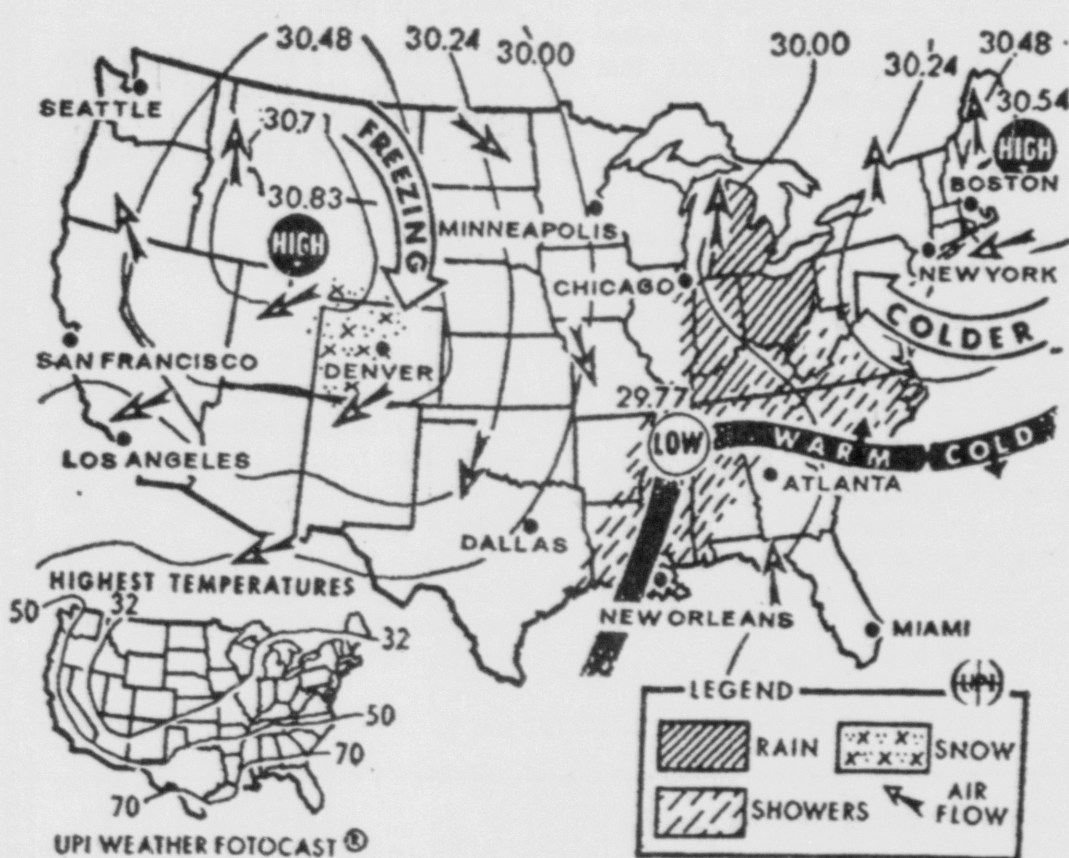 30.48
30.24
30.00
30.00
30.24
30.48
SEATTLE
30.71
FREEZING
30.54
HIGH
BOSTON
30.83
HIGH
MINNEAPOLIS
CHICAGO
NEW YORK
COLDER
SAN FRANCISCO
DENVER
29.77
LOW
WARM
COLD
LOS ANGELES
ATLANTA
DALLAS
HIGHEST TEMPERATURES
50
32
32
NEW ORLEANS
MIAMI
50
70
70
UPI WEATHER FOTOCAST ®
LEGEND
UPI
RAIN
SNOW
SHOWERS
AIR
FLOW